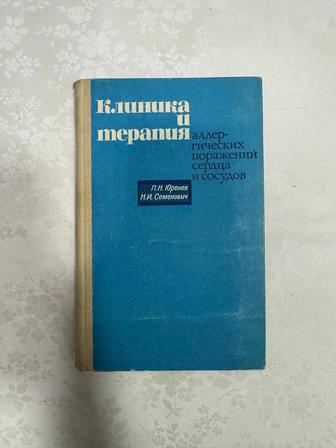 Клиника
и
терапия
аллер-
гических
поражений
сердца
и сосудов
П.Н. Юренев
Н.И. Семенович